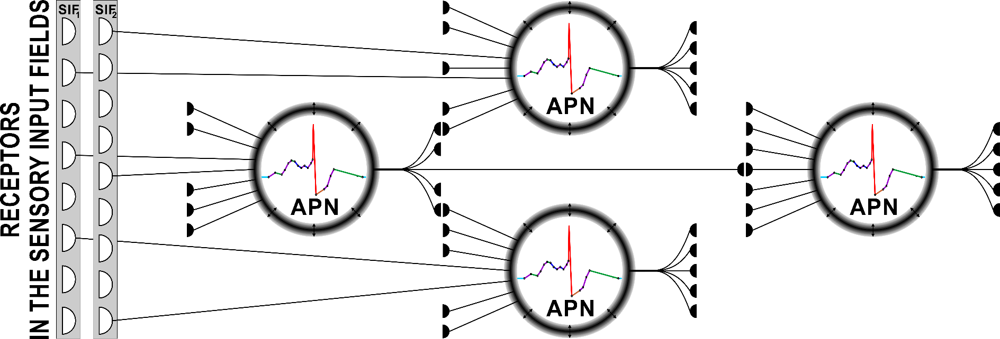 RECEPTORS
IN THE SENSORY INPUT FIELDS
SIF1
SIF2
APN
APN
APN
APN